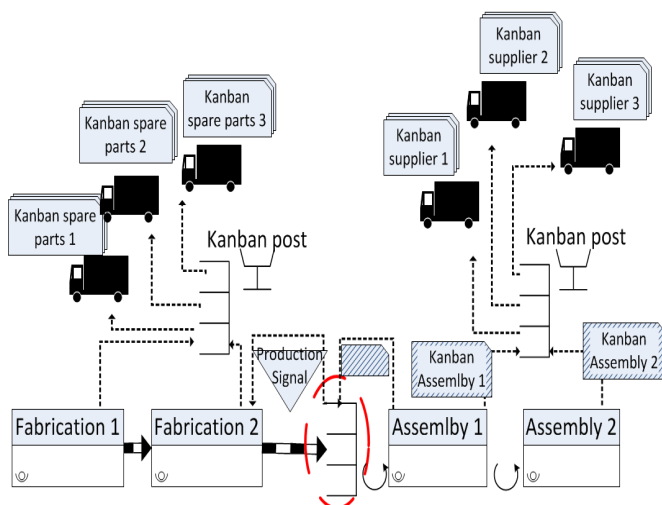 Kanban
supplier 2
Kanban
spare parts 3
Kanban
supplier 3
Kanban spare
parts 2
Kanban
supplier 1
Kanban spare
parts 1
Kanban post
Kanban post
Production
Signal
Kanban
Assemlby 1
Kanban
Assembly 2
Fabrication 1
Fabrication 2
Assemlby 1
Assembly 2